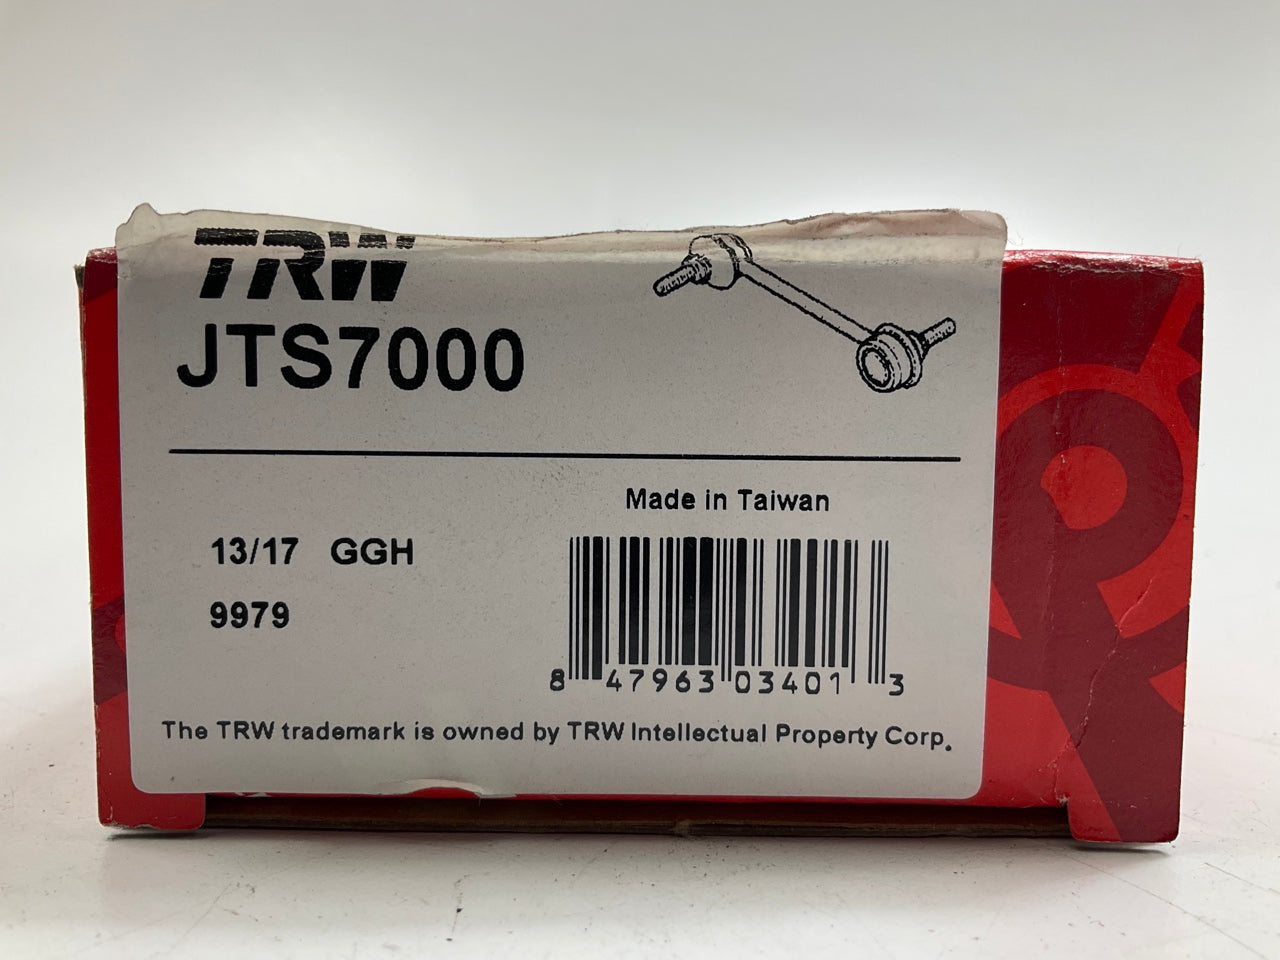 TRW
JTS7000
Made in Taiwan
13/17 GGH
9979
8 47963 03401 3
The TRW trademark is owned by TRW Intellectual Property Corp.